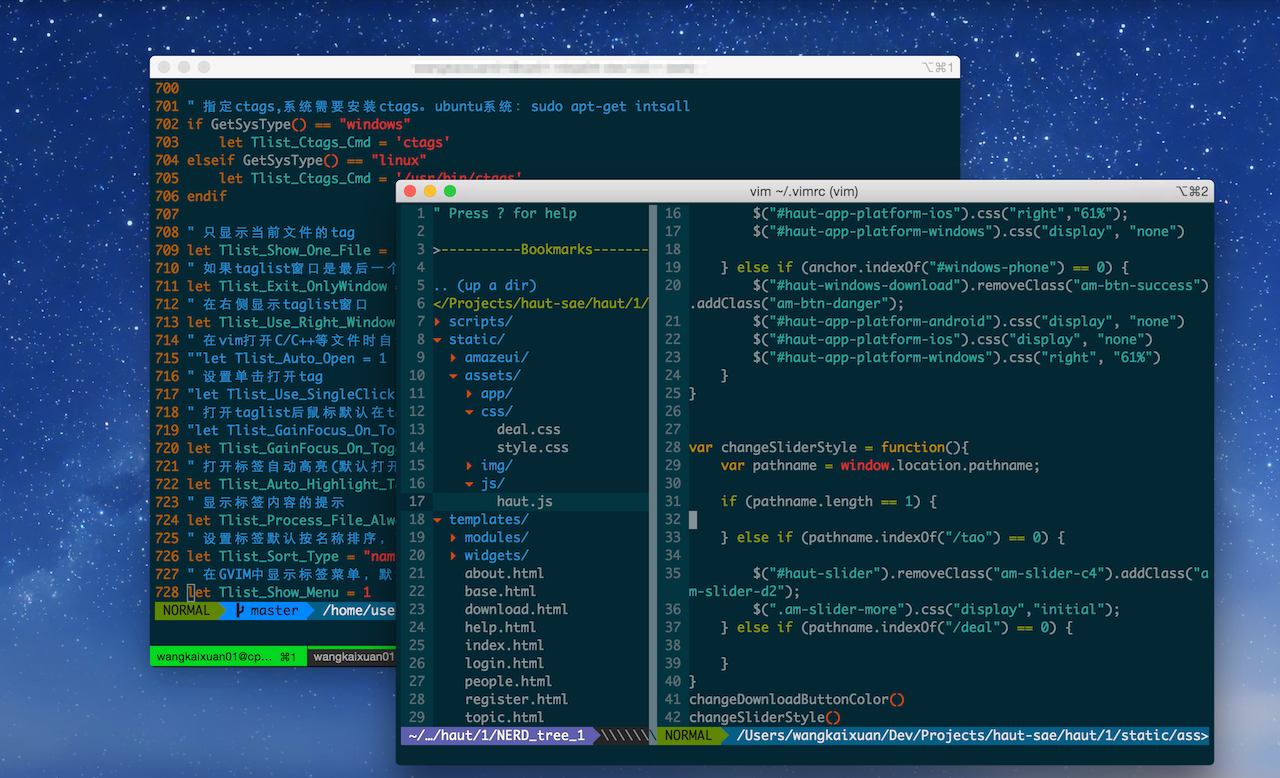 ⌥⌘1
700
701 " 指定ctags,系统需要安装ctags。ubuntu系统: sudo apt-get intsall
702 if GetSysType() == "windows"
703     let Tlist_Ctags_Cmd = 'ctags'
704 elseif GetSysType() == "linux"
705     let Tlist_Ctags_Cmd = '/usr/bin/ctags'
706 endif
707
708 " 只显示当前文件的tag
709 let Tlist_Show_One_File =
710 " 如果taglist窗口是最后一个
711 let Tlist_Exit_OnlyWindow
712 " 在右侧显示taglist窗口
713 let Tlist_Use_Right_Window
714 " 在vim打开C/C++等文件时自
715 ""let Tlist_Auto_Open = 1
716 " 设置单击打开tag
717 "let Tlist_Use_SingleClick
718 " 打开taglist后鼠标默认在t
719 "let Tlist_GainFocus_On_To
720 let Tlist_GainFocus_On_Tog
721 " 打开标签自动高亮(默认打开
722 let Tlist_Auto_Highlight_T
723 " 显示标签内容的提示
724 let Tlist_Process_File_Alw
725 " 设置标签默认按名称排序,
726 let Tlist_Sort_Type = "nam
727 " 在GVIM中显示标签菜单, 默
728 let Tlist_Show_Menu = 1
NORMAL master /home/use
wangkaixuan01@cp... ⌘1 wangkaixuan01
vim ~/.vimrc (vim) ⌥⌘2
1 " Press ? for help
2
3 >----------Bookmarks-------
4
5 .. (up a dir)
6 </Projects/haut-sae/haut/1/
7 ▸ scripts/
8 ▾ static/
9   ▸ amazeui/
10   ▾ assets/
11     ▸ app/
12     ▾ css/
13         deal.css
14         style.css
15     ▸ img/
16     ▾ js/
17         haut.js
18 ▾ templates/
19   ▸ modules/
20   ▸ widgets/
21     about.html
22     base.html
23     download.html
24     help.html
25     index.html
26     login.html
27     people.html
28     register.html
29     topic.html
~/…/haut/1/NERD_tree_1
16         $("#haut-app-platform-ios").css("right","61%");
17         $("#haut-app-platform-windows").css("display", "none")
18
19     } else if (anchor.indexOf("#windows-phone") == 0) {
20         $("#haut-windows-download").removeClass("am-btn-success")
.addClass("am-btn-danger");
21         $("#haut-app-platform-android").css("display", "none")
22         $("#haut-app-platform-ios").css("display", "none")
23         $("#haut-app-platform-windows").css("right", "61%")
24     }
25 }
26
27
28 var changeSliderStyle = function(){
29     var pathname = window.location.pathname;
30
31     if (pathname.length == 1) {
32
33     } else if (pathname.indexOf("/tao") == 0) {
34
35         $("#haut-slider").removeClass("am-slider-c4").addClass("a
m-slider-d2");
36         $(".am-slider-more").css("display","initial");
37     } else if (pathname.indexOf("/deal") == 0) {
38
39     }
40 }
41 changeDownloadButtonColor()
42 changeSliderStyle()
NORMAL /Users/wangkaixuan/Dev/Projects/haut-sae/haut/1/static/ass>